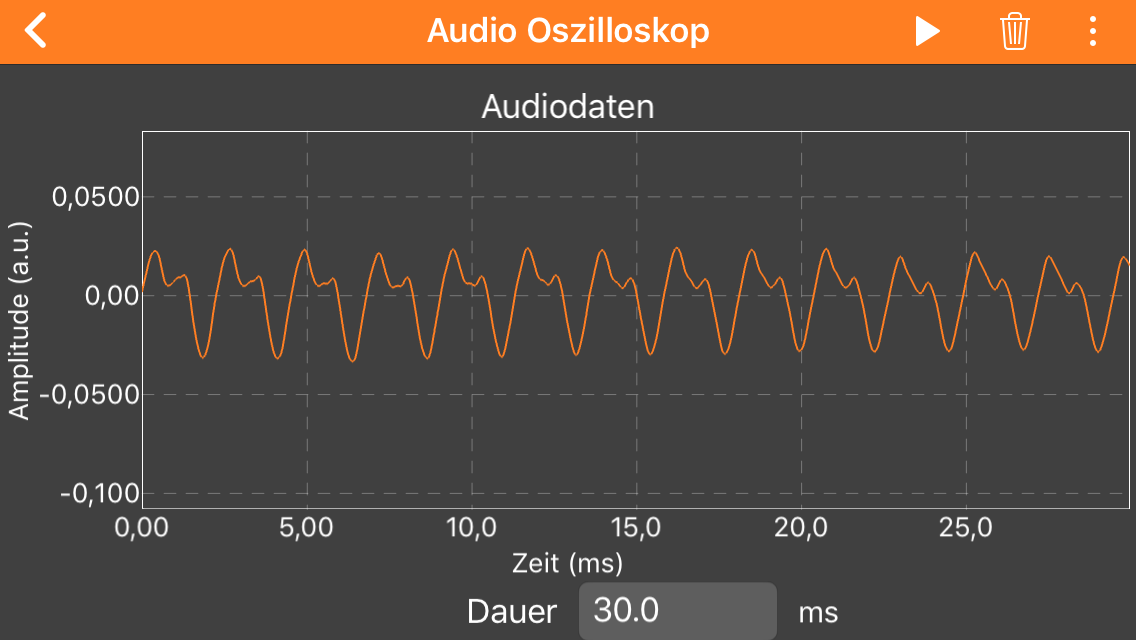 Audio Oszilloskop
Audiodaten
Amplitude (a.u.)
0,0500
0,00
-0,0500
-0,100
0,00 5,00 10,0 15,0 20,0 25,0
Zeit (ms)
Dauer 30.0 ms